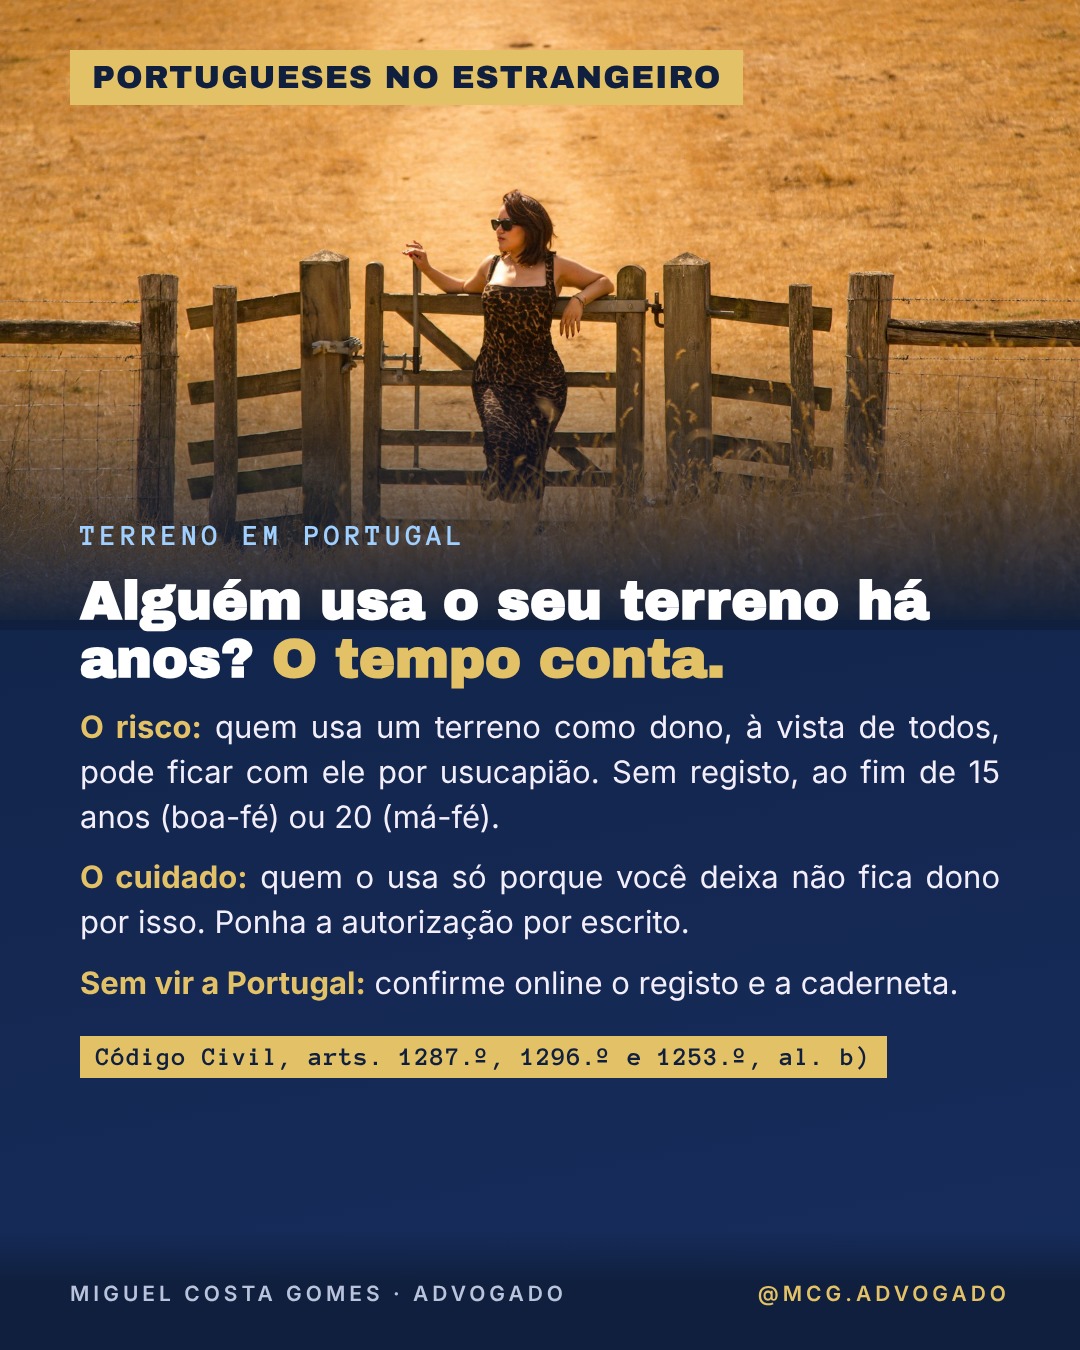 PORTUGUESES NO ESTRANGEIRO
TERRENO EM PORTUGAL
Alguém usa o seu terreno há
anos? O tempo conta.
O risco: quem usa um terreno como dono, à vista de todos,
pode ficar com ele por usucapião. Sem registo, ao fim de 15
anos (boa-fé) ou 20 (má-fé).
O cuidado: quem o usa só porque você deixa não fica dono
por isso. Ponha a autorização por escrito.
Sem vir a Portugal: confirme online o registo e a caderneta.
Código Civil, arts. 1287.º, 1296.º e 1253.º, al. b)
MIGUEL COSTA GOMES · ADVOGADO
@MCG.ADVOGADO